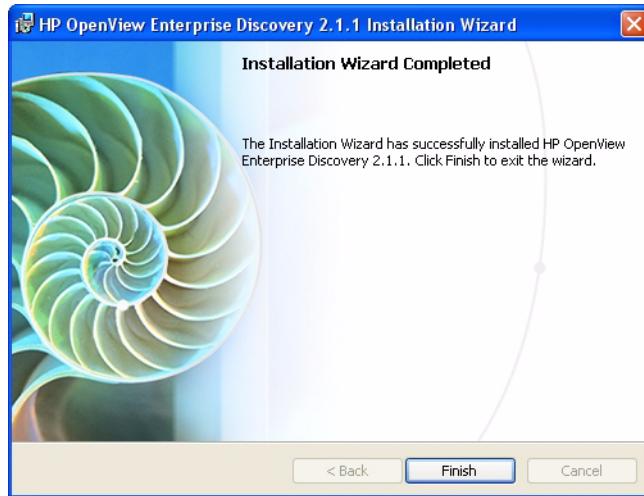 HP OpenView Enterprise Discovery 2.1.1 Installation Wizard
Installation Wizard Completed
The Installation Wizard has successfully installed HP OpenView
Enterprise Discovery 2.1.1. Click Finish to exit the wizard.
< Back Finish Cancel